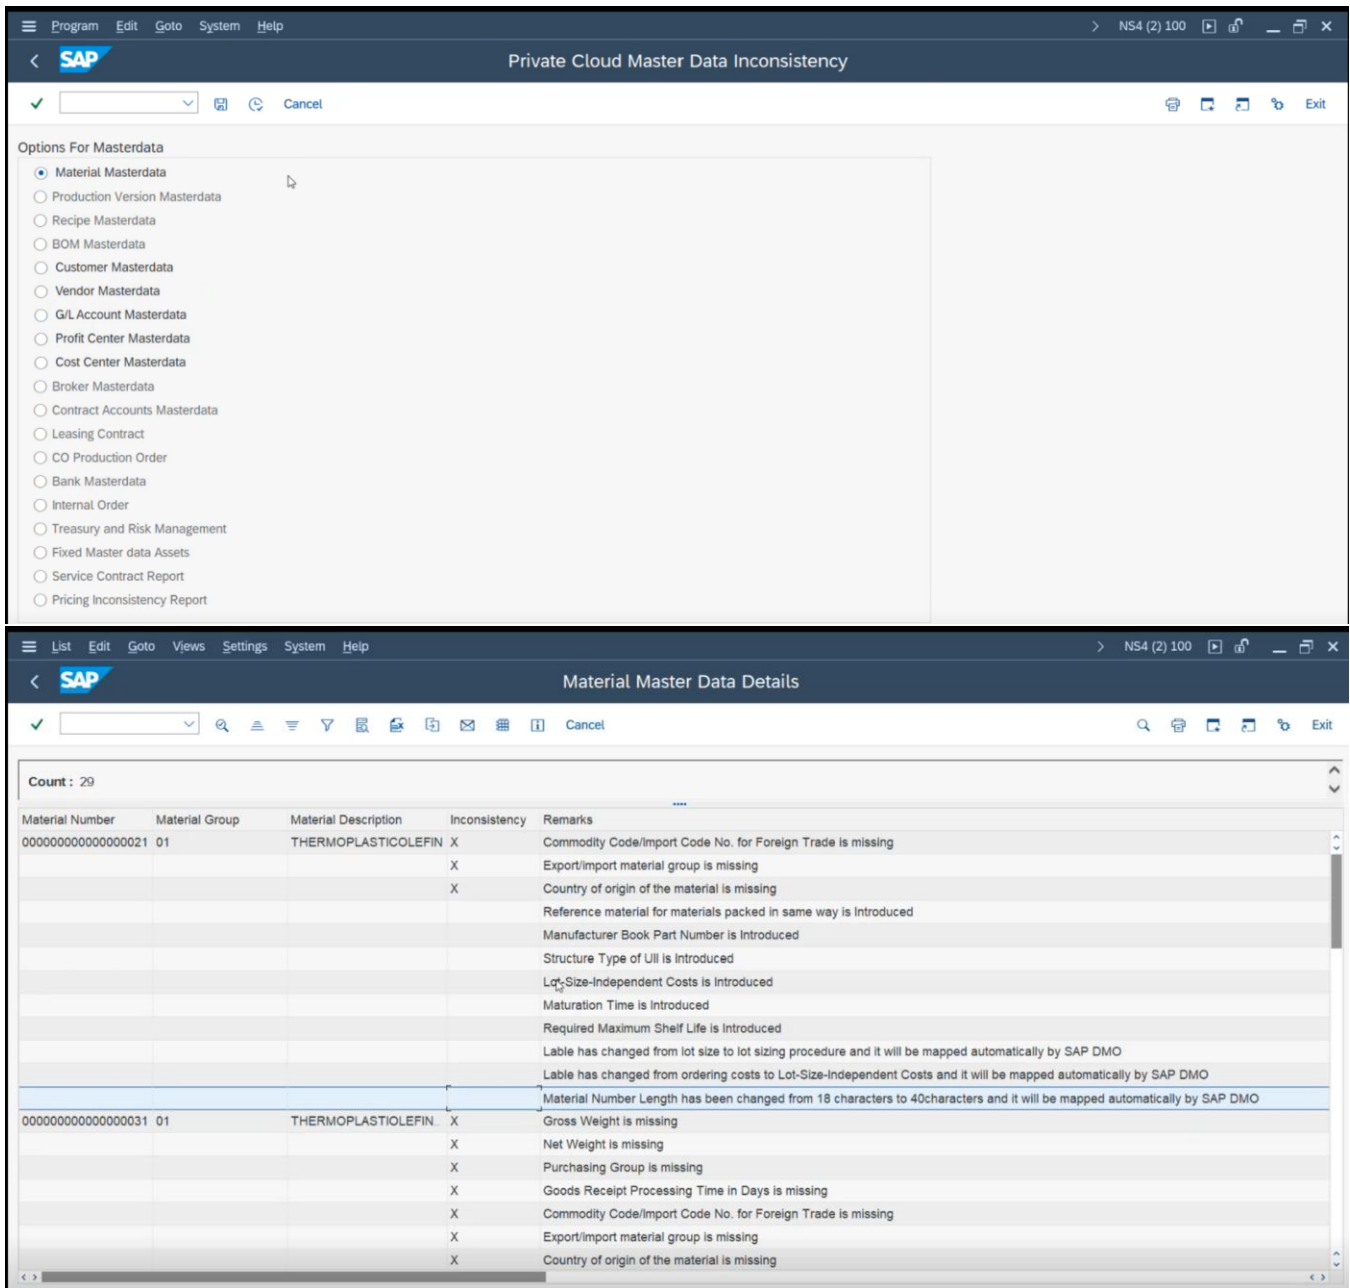 Program Edit Goto System Help NS4 (2) 100
SAP Private Cloud Master Data Inconsistency
Cancel Exit
Options For Masterdata
Material Masterdata
Production Version Masterdata
Recipe Masterdata
BOM Masterdata
Customer Masterdata
Vendor Masterdata
G/L Account Masterdata
Profit Center Masterdata
Cost Center Masterdata
Broker Masterdata
Contract Accounts Masterdata
Leasing Contract
CO Production Order
Bank Masterdata
Internal Order
Treasury and Risk Management
Fixed Master data Assets
Service Contract Report
Pricing Inconsistency Report
List Edit Goto Views Settings System Help NS4 (2) 100
SAP Material Master Data Details
Cancel Exit
Count : 29
Material Number Material Group Material Description Inconsistency Remarks
000000000000000021 01 THERMOPLASTICOLEFIN X Commodity Code/Import Code No. for Foreign Trade is missing
X Export/import material group is missing
X Country of origin of the material is missing
Reference material for materials packed in same way is Introduced
Manufacturer Book Part Number is Introduced
Structure Type of UII is Introduced
Lot-Size-Independent Costs is Introduced
Maturation Time is Introduced
Required Maximum Shelf Life is Introduced
Lable has changed from lot size to lot sizing procedure and it will be mapped automatically by SAP DMO
Lable has changed from ordering costs to Lot-Size-Independent Costs and it will be mapped automatically by SAP DMO
Material Number Length has been changed from 18 characters to 40characters and it will be mapped automatically by SAP DMO
000000000000000031 01 THERMOPLASTIOLEFIN.. X Gross Weight is missing
X Net Weight is missing
X Purchasing Group is missing
X Goods Receipt Processing Time in Days is missing
X Commodity Code/Import Code No. for Foreign Trade is missing
X Export/import material group is missing
X Country of origin of the material is missing